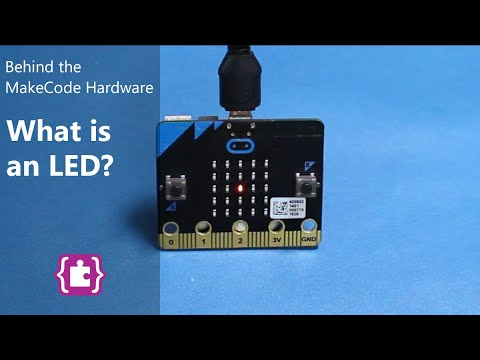 Behind the
MakeCode Hardware
What is
an LED?
0 1 2 3V GND